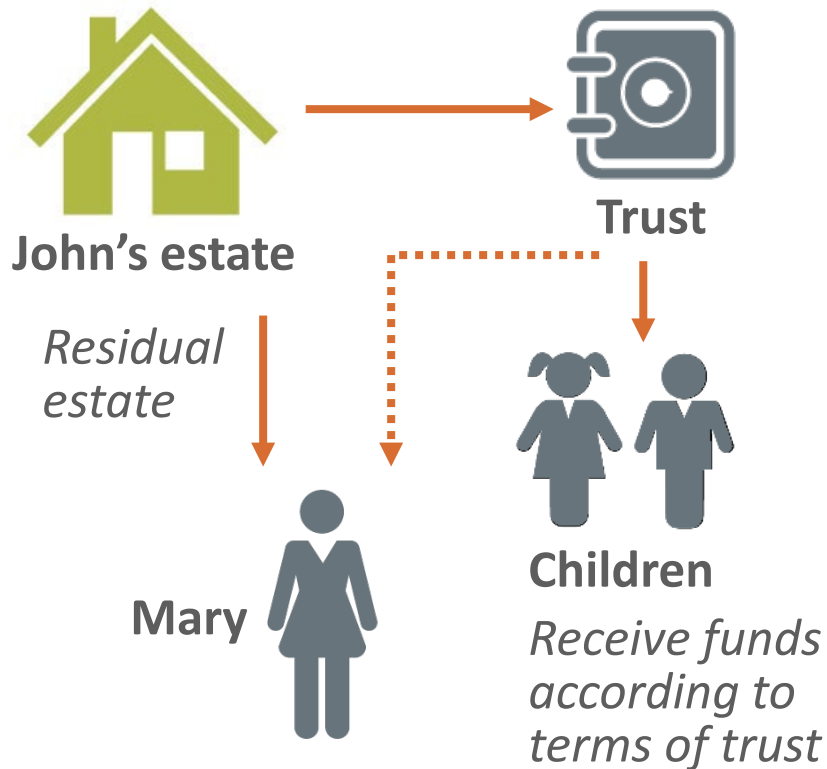 John’s estate
Trust
Residual
estate
Mary
Children
Receive funds
according to
terms of trust